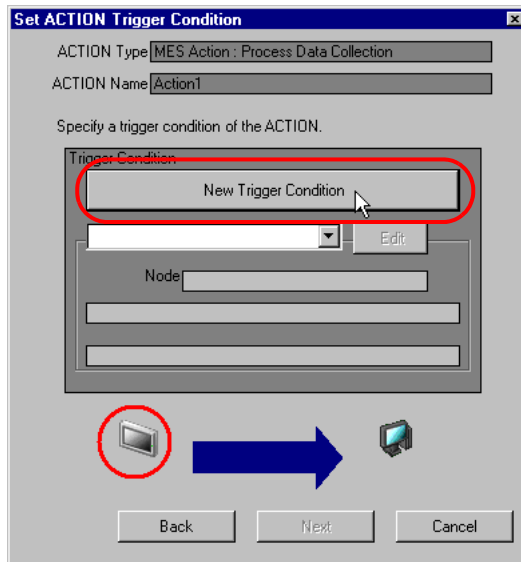 Set ACTION Trigger Condition
ACTION Type MES Action : Process Data Collection
ACTION Name Action1
Specify a trigger condition of the ACTION.
Trigger Condition
New Trigger Condition
Edit
Node
Back Next Cancel